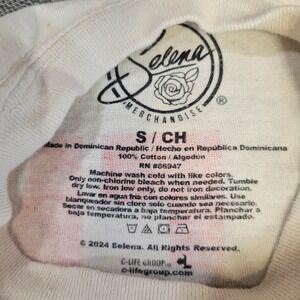 Selena
MERCHANDISE ®
S / CH
Made in Dominican Republic / Hecho en República Dominicana
100% Cotton / Algodon
RN #86947
Machine wash cold with like colors.
Only non-chlorine bleach when needed. Tumble
dry low. Iron low only, do not iron decoration.
Lavar en agua fria con colores similares. Use
blanqueador sin cloro solo cuando sea necesario.
Secar en secadora a baja temperatura. Planchar a
baja temperatura, no planchar el diseno.
© 2024 Selena. All Rights Reserved.
C-LIFE GROUP
c-lifegroup.com